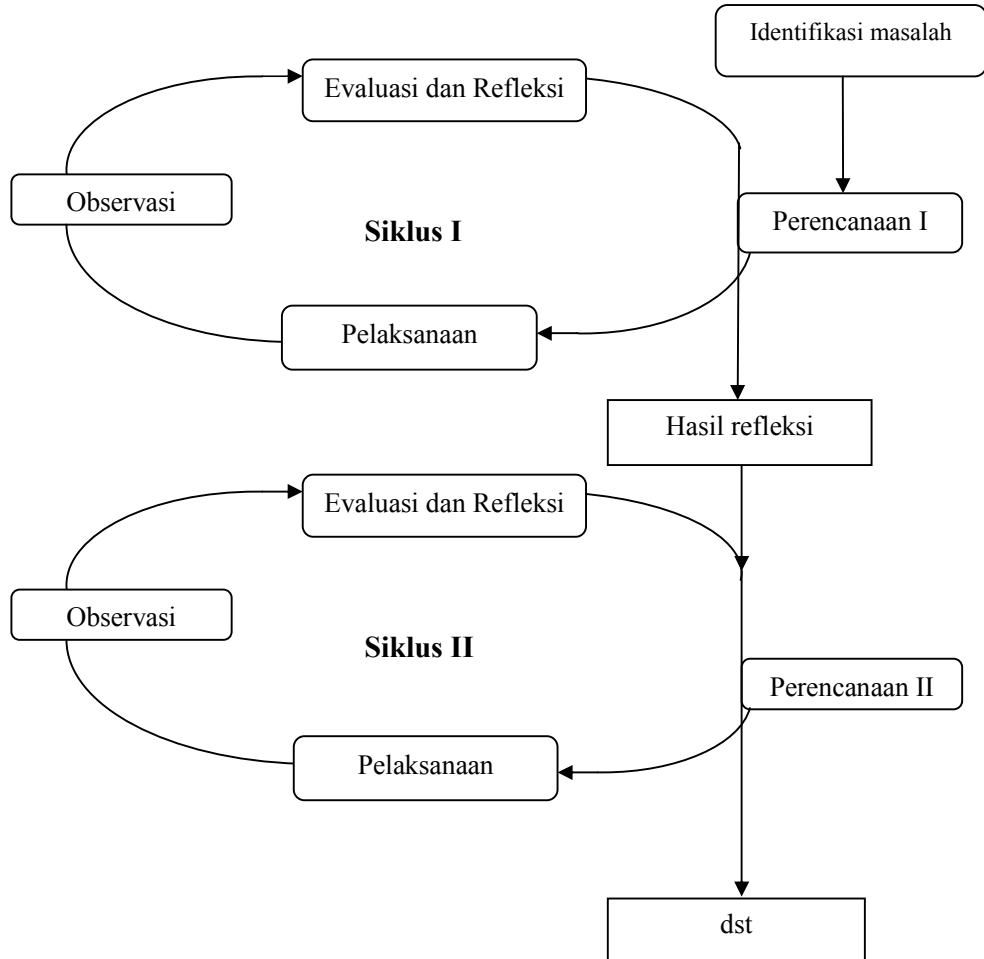 Identifikasi masalah
Evaluasi dan Refleksi
Observasi
Perencanaan I
Siklus I
Pelaksanaan
Hasil refleksi
Evaluasi dan Refleksi
Observasi
Siklus II
Perencanaan II
Pelaksanaan
dst